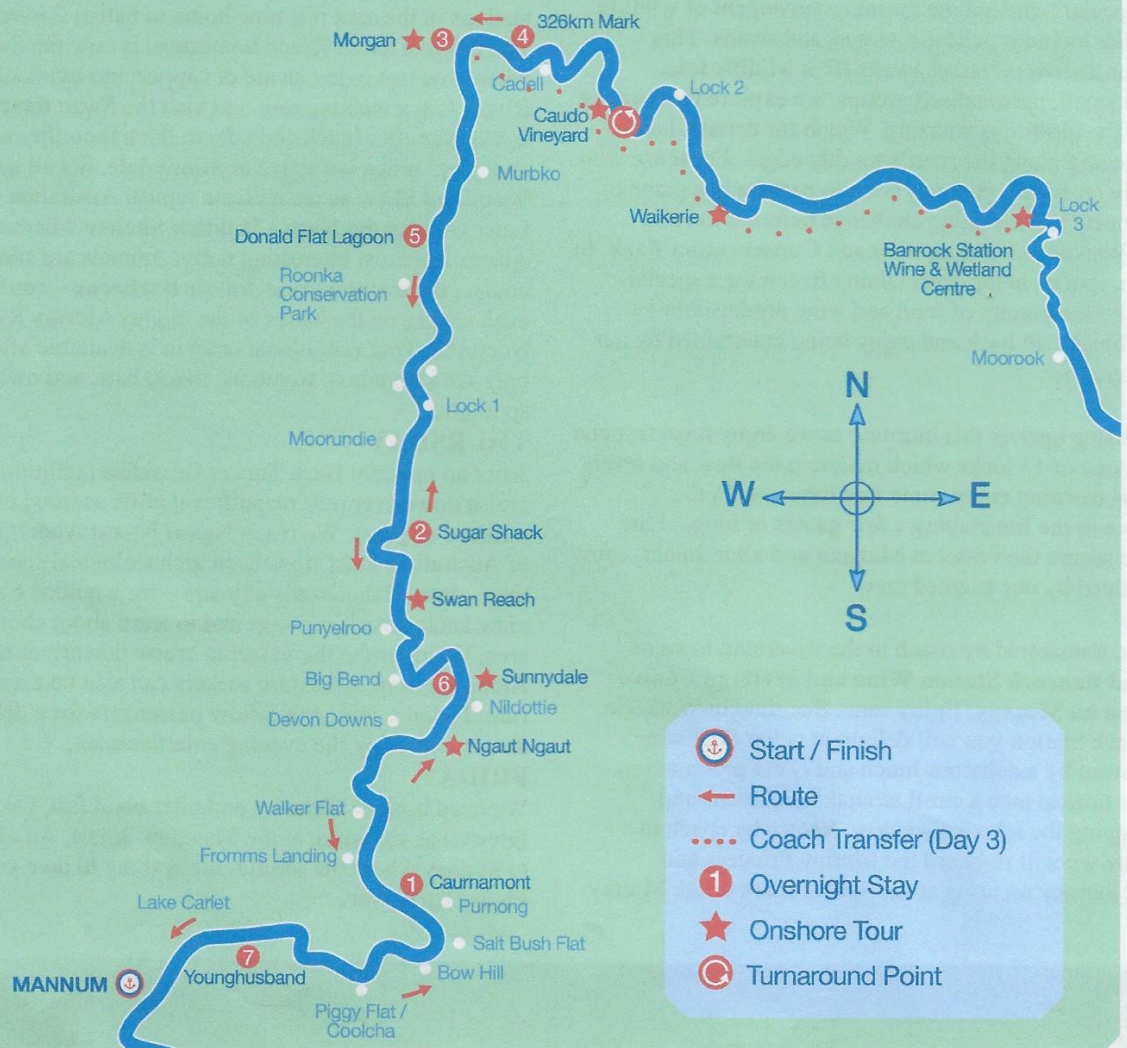 326km Mark
4
Morgan
3
Cadell
Lock 2
Caudo
Vineyard
Murbko
Waikerie
Lock
3
Donald Flat Lagoon
5
Banrock Station
Wine & Wetland
Centre
Roonka
Conservation
Park
Moorook
Lock 1
N
Moorundie
W
E
2
Sugar Shack
S
Swan Reach
Punyelroo
Big Bend
6
Sunnydale
Nildottie
Devon Downs
Ngaut Ngaut
Start / Finish
Route
Walker Flat
Coach Transfer (Day 3)
Fromms Landing
1
Caurnamont
1
Overnight Stay
Purnong
Lake Carlet
Onshore Tour
Salt Bush Flat
7
Younghusband
Bow Hill
Turnaround Point
MANNUM
Piggy Flat /
Coolcha